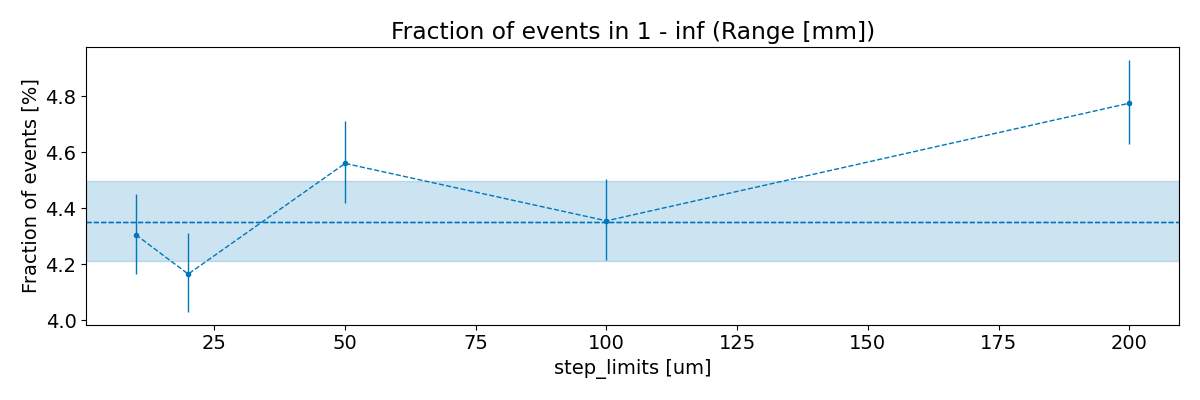 Fraction of events in 1 - inf (Range [mm])
Fraction of events [%]
4.8
4.6
4.4
4.2
4.0
25 50 75 100 125 150 175 200
step_limits [um]